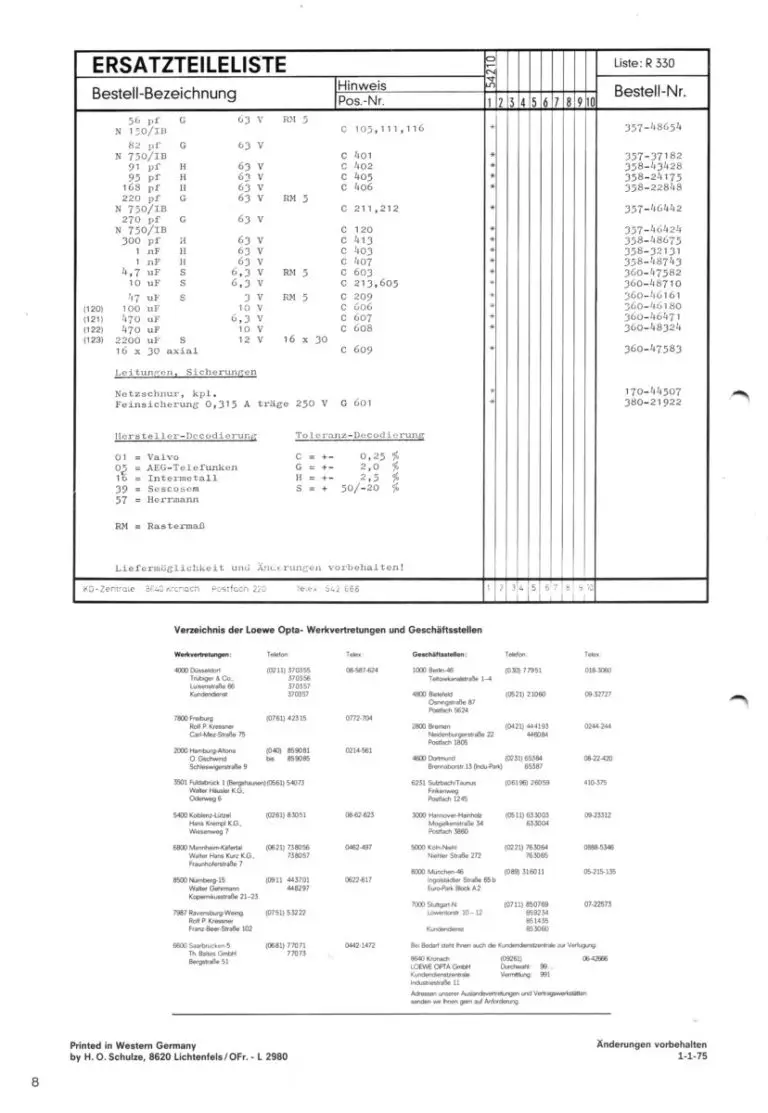 ERSATZTEILELISTE
54210
Liste: R 330
Bestell-Bezeichnung
Hinweis
Pos.-Nr.
1 2 3 4 5 6 7 8 9 10
Bestell-Nr.
56 pf G 63 V RM 5
N 150/IB C 105,111,116 * 357-48654
82 pf G 63 V
N 750/IB C 401 * 357-37182
91 pf H 63 V C 402 * 358-43428
95 pf H 63 V C 405 * 358-24175
168 pf H 63 V C 406 * 358-22848
220 pf G 63 V RM 5
N 750/IB C 211,212 * 357-46442
270 pf G 63 V
N 750/IB C 120 * 357-46424
300 pf H 63 V C 413 * 358-48675
1 nF H 63 V C 403 * 358-32131
1 nF H 63 V C 407 * 358-48743
4,7 uF S 6,3 V RM 5 C 603 * 360-47582
10 uF S 6,3 V C 213,605 * 360-48710
47 uF S 3 V RM 5 C 209 * 360-46161
(120) 100 uF 10 V C 606 * 360-46180
(121) 470 uF 6,3 V C 607 * 360-46471
(122) 470 uF 10 V C 608 * 360-48324
(123) 2200 uF S 12 V 16 x 30
16 x 30 axial C 609 * 360-47583
Leitungen, Sicherungen
Netzschnur, kpl. * 170-44507
Feinsicherung 0,315 A träge 250 V G 601 * 380-21922
Hersteller-Decodierung Toleranz-Decodierung
01 = Valvo C = +- 0,25 %
05 = AEG-Telefunken G = +- 2,0 %
16 = Intermetall H = +- 2,5 %
39 = Sescosem S = + 50/-20 %
57 = Herrmann
RM = Rastermaß
Liefermöglichkeit und Änderungen vorbehalten!
KD-Zentrale 8640 Kronach Postfach 220 Telex 642 666 1 2 3 4 5 6 7 8 9 10
Verzeichnis der Loewe Opta- Werkvertretungen und Geschäftsstellen
Werkvertretungen: Telefon: Telex:
4000 Düsseldorf (0211) 370355 08-587-624
Trübiger & Co., 370356
Luisenstraße 66 370357
Kundendienst 370357
7800 Freiburg (0761) 42315 0772-704
Rolf P. Kressner
Carl-Mez-Straße 75
2000 Hamburg-Altona (040) 859081 0214-561
O. Gschwind bis 859085
Schleswigerstraße 9
3501 Fuldabrück 1 (Bergshausen) (0561) 54073
Walter Häusler K.G.,
Oderweg 6
5400 Koblenz-Lützel (0261) 83051 08-62-623
Hans Krempl K.G.,
Wiesenweg 7
6800 Mannheim-Käfertal (0621) 738056 0462-497
Walter Hans Kurz K.G., 738057
Fraunhoferstraße 7
8500 Nürnberg-15 (0911 443701 0622-617
Walter Gehrmann 448297
Kopernikusstraße 21-23
7987 Ravensburg-Weing. (0751) 53222
Rolf P. Kressner
Franz-Beer-Straße 102
6600 Saarbrücken-5 (0681) 77071 0442-1472
Th. Baltes GmbH 77073
Bergstraße 51
Geschäftsstellen: Telefon: Telex:
1000 Berlin-46 (030) 77951 018-3060
Teltowkanalstraße 1-4
4800 Bielefeld (0521) 21060 09-32727
Osningstraße 87
Postfach 5624
2800 Bremen (0421) 444193 0244-244
Neidenburgerstraße 22 446084
Postfach 1805
4600 Dortmund (0231) 65384 08-22-420
Brennaborstr. 13 (Indu-Park) 65387
6231 Sulzbach/Taunus (06196) 26059 410-375
Finkenweg
Postfach 1245
3000 Hannover-Hainholz (0511) 633003 09-23312
Mogelkenstraße 34 633004
Postfach 3860
5000 Köln-Niehl (0221) 763064 0888-5346
Niehler Straße 272 763065
8000 München-46 (089) 316011 05-215-135
Ingolstädter Straße 65 b
Euro-Park Block A 2
7000 Stuttgart-N. (0711) 850769 07-22573
Löwentorstr. 10-12 859234
851435
Kundendienst 853060
Bei Bedarf steht Ihnen auch die Kundendienstzentrale zur Verfügung.
8640 Kronach (09261) 06-42666
LOEWE OPTA GmbH Durchwahl: 99 ...
Kundendienstzentrale Vermittlung: 991
Industriestraße 11
Adressen unserer Auslandsvertretungen und Vertragswerkstätten
senden wir Ihnen gern auf Anforderung.
Printed in Western Germany
by H. O. Schulze, 8620 Lichtenfels/OFr. - L 2980
Änderungen vorbehalten
1-1-75
8